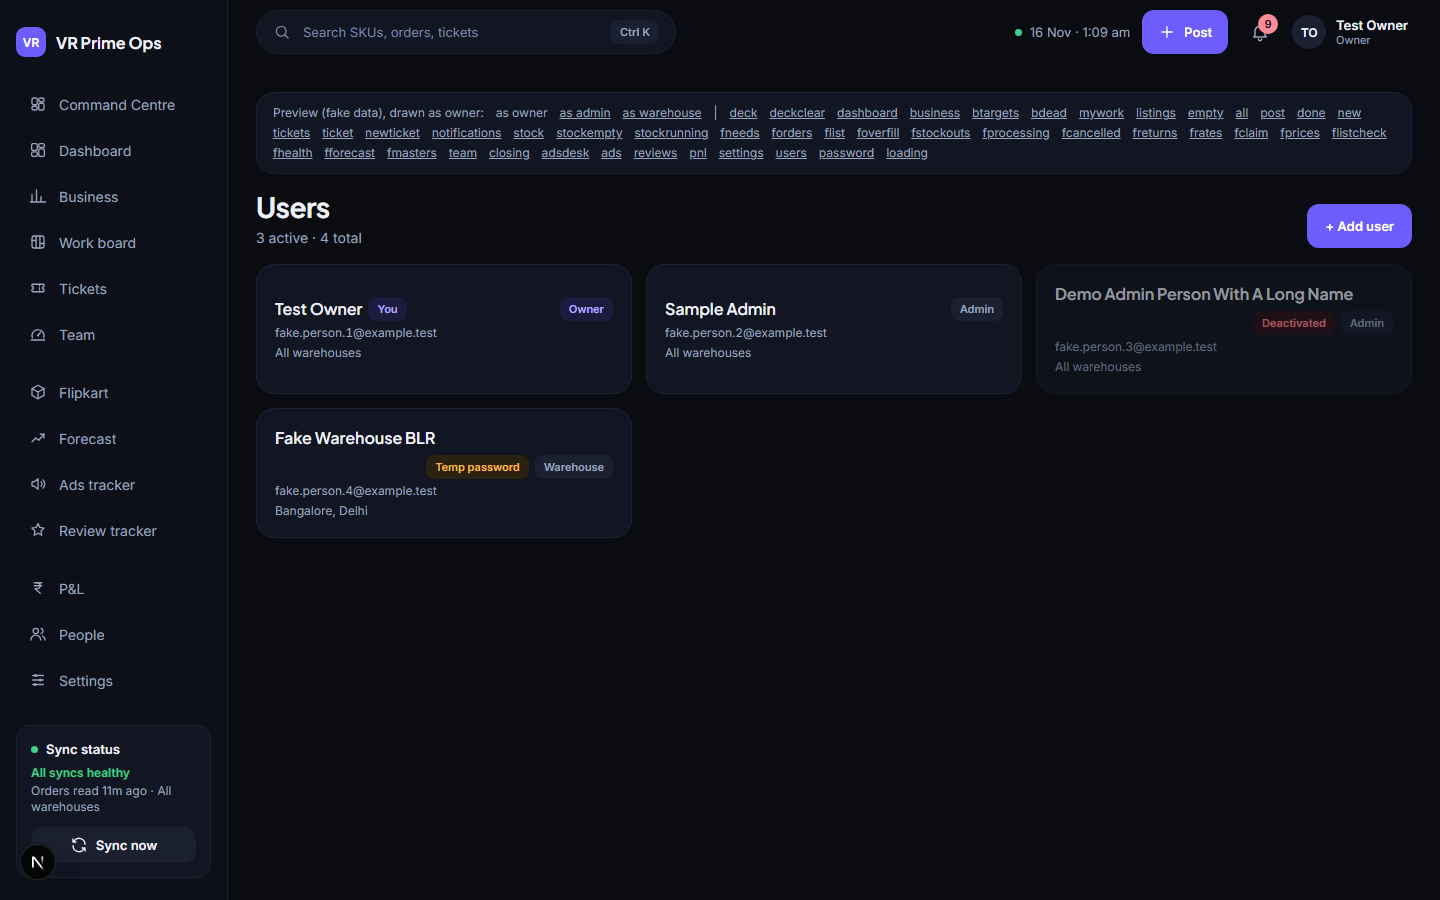 VR VR Prime Ops
Search SKUs, orders, tickets Ctrl K
16 Nov · 1:09 am
+ Post
9
TO
Test Owner
Owner
Command Centre
Dashboard
Business
Work board
Tickets
Team
Flipkart
Forecast
Ads tracker
Review tracker
P&L
People
Settings
Sync status
All syncs healthy
Orders read 11m ago · All
warehouses
Sync now
N
Preview (fake data), drawn as owner: as owner as admin as warehouse | deck deckclear dashboard business btargets bdead mywork listings empty all post done new
tickets ticket newticket notifications stock stockempty stockrunning fneeds forders flist foverfill fstockouts fprocessing fcancelled freturns frates fclaim fprices flistcheck
fhealth fforecast fmasters team closing adsdesk ads reviews pnl settings users password loading
Users
3 active · 4 total
+ Add user
Test Owner You Owner
fake.person.1@example.test
All warehouses
Sample Admin Admin
fake.person.2@example.test
All warehouses
Demo Admin Person With A Long Name
Deactivated Admin
fake.person.3@example.test
All warehouses
Fake Warehouse BLR
Temp password Warehouse
fake.person.4@example.test
Bangalore, Delhi